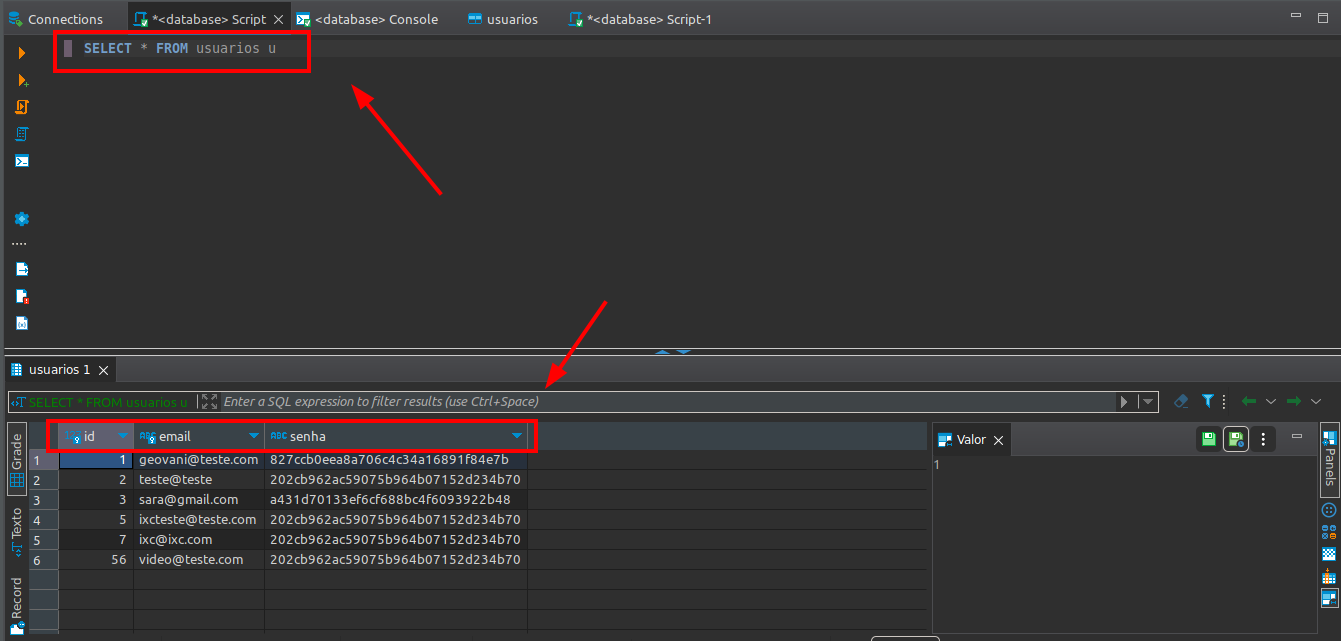 Connections
*<database> Script
<database> Console
usuarios
*<database> Script-1
SELECT * FROM usuarios u
usuarios 1
SELECT * FROM usuarios u
Enter a SQL expression to filter results (use Ctrl+Space)
Grade
Texto
Record
id email senha
1 1 geovani@teste.com 827ccb0eea8a706c4c34a16891f84e7b
2 2 teste@teste 202cb962ac59075b964b07152d234b70
3 3 sara@gmail.com a431d70133ef6cf688bc4f6093922b48
4 5 ixcteste@teste.com 202cb962ac59075b964b07152d234b70
5 7 ixc@ixc.com 202cb962ac59075b964b07152d234b70
6 56 video@teste.com 202cb962ac59075b964b07152d234b70
Valor
1
Panels